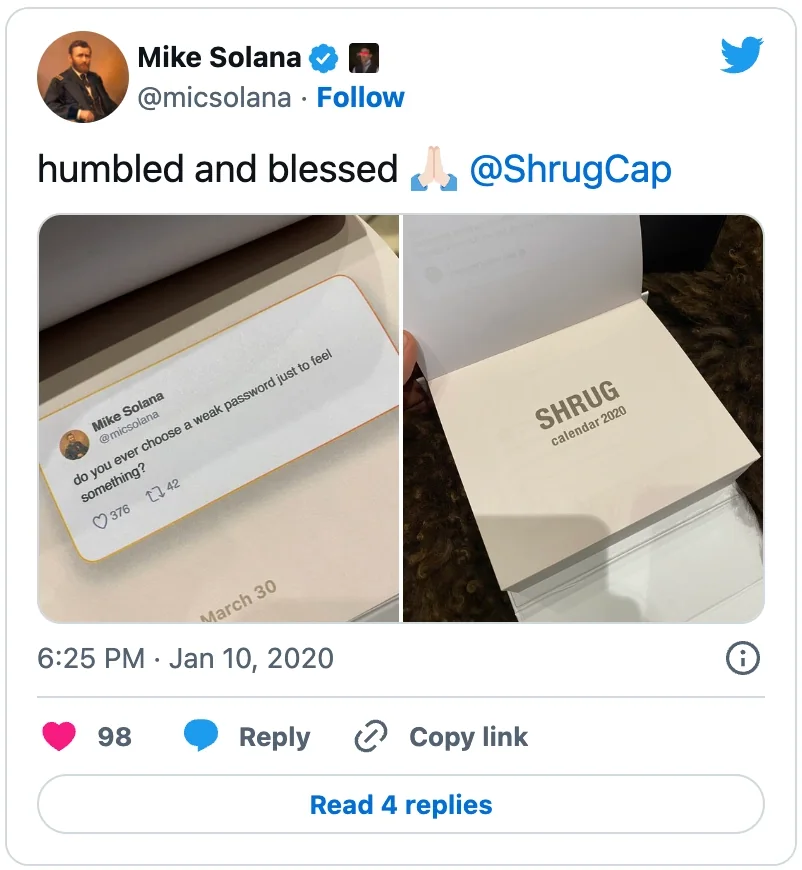 Mike Solana
@micsolana · Follow
humbled and blessed 🙏🏻 @ShrugCap
Mike Solana
@micsolana
do you ever choose a weak password just to feel
something?
376 42
March 30
SHRUG
calendar 2020
6:25 PM · Jan 10, 2020
98 Reply Copy link
Read 4 replies